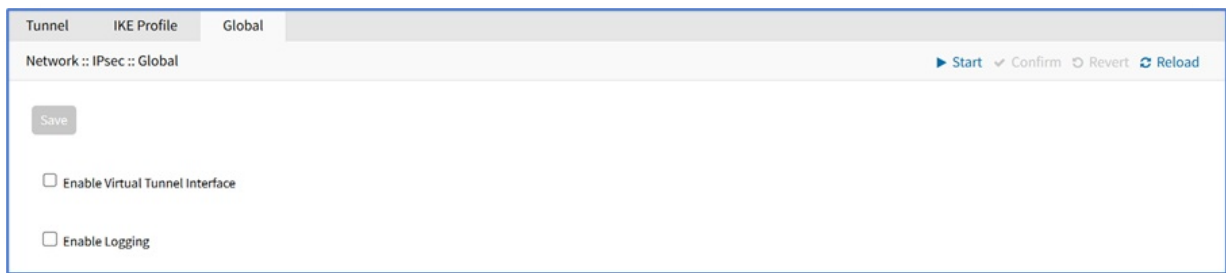 Tunnel IKE Profile Global
Network :: IPsec :: Global Start Confirm Revert Reload
Save
Enable Virtual Tunnel Interface
Enable Logging